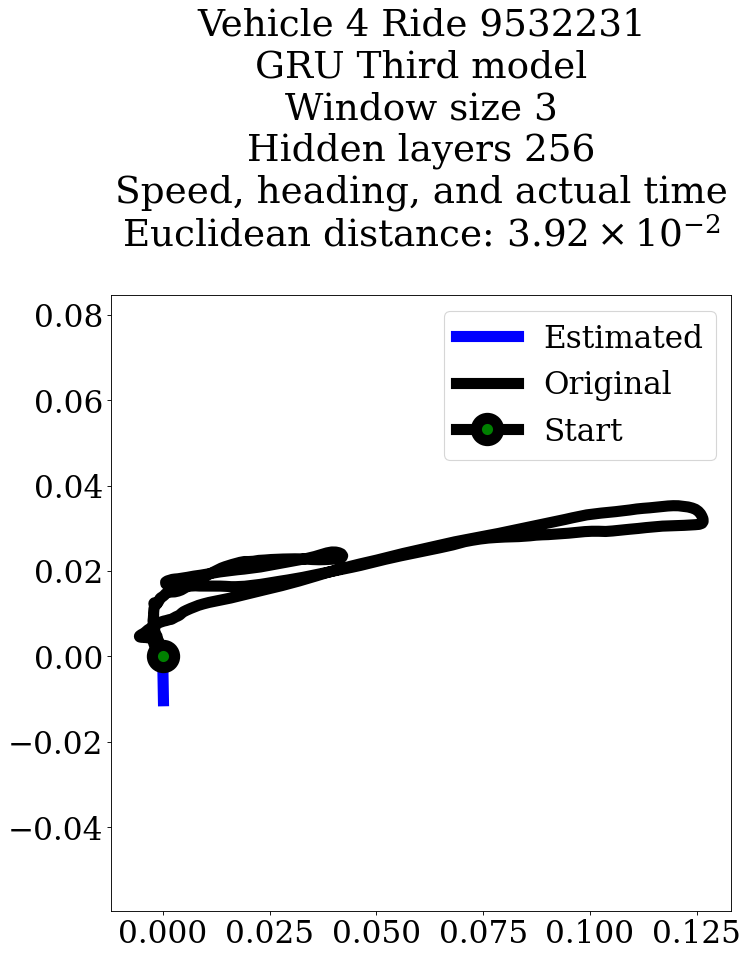 Vehicle 4 Ride 9532231
GRU Third model
Window size 3
Hidden layers 256
Speed, heading, and actual time
Euclidean distance: 3.92 × 10⁻²
Estimated
Original
Start
0.08
0.06
0.04
0.02
0.00
−0.02
−0.04
0.000 0.025 0.050 0.075 0.100 0.125